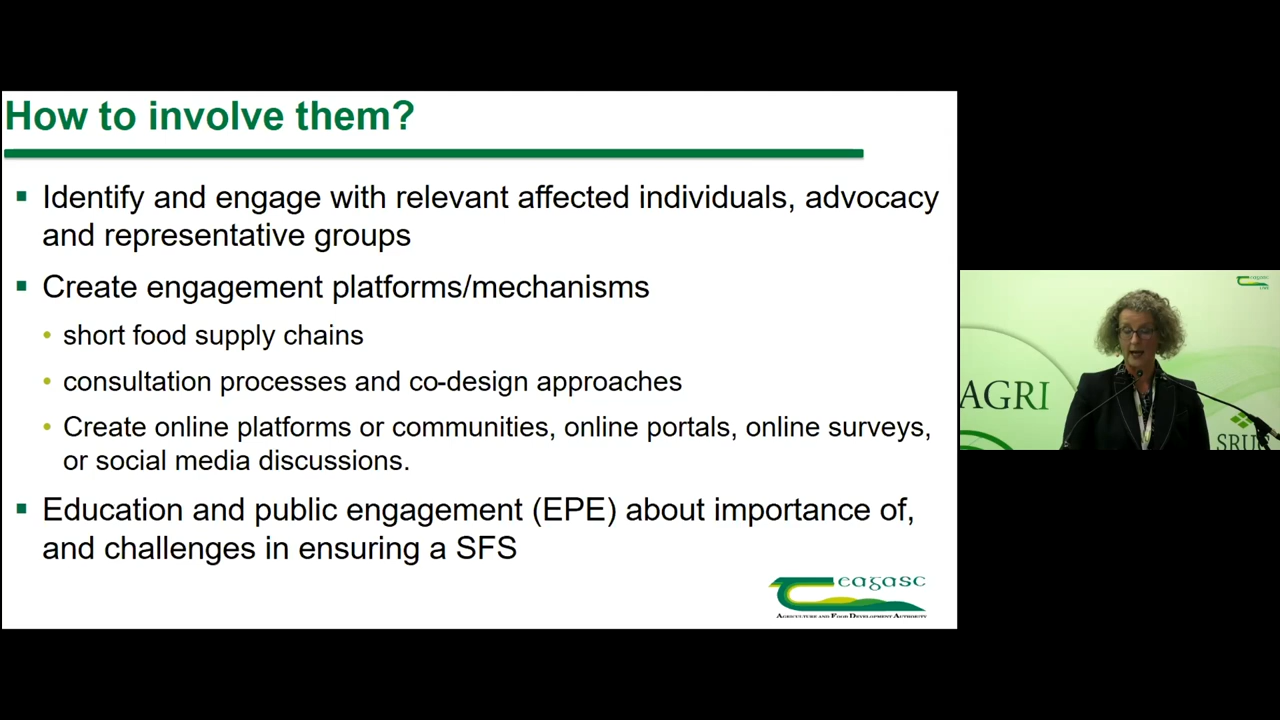 How to involve them?
Identify and engage with relevant affected individuals, advocacy
and representative groups
Create engagement platforms/mechanisms
short food supply chains
consultation processes and co-design approaches
Create online platforms or communities, online portals, online surveys,
or social media discussions.
Education and public engagement (EPE) about importance of,
and challenges in ensuring a SFS
eagasc
AGRICULTURE AND FOOD DEVELOPMENT AUTHORITY
eagasc
AGRI
SRUC